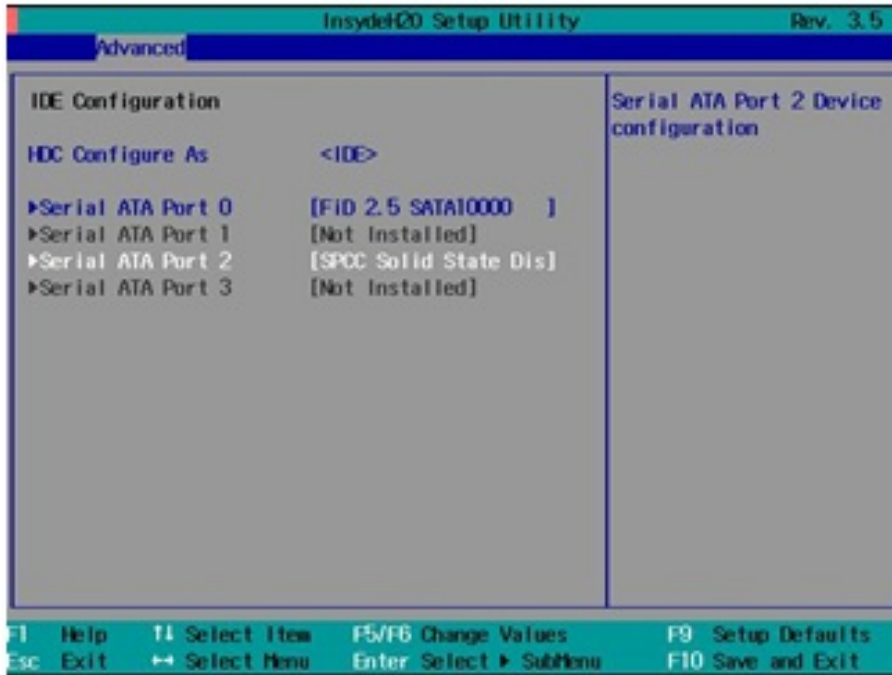 InsydeH20 Setup Utility Rev. 3.5
Advanced
IDE Configuration
Serial ATA Port 2 Device
configuration
HDC Configure As <IDE>
▶Serial ATA Port 0 [FiD 2.5 SATA10000 ]
▶Serial ATA Port 1 [Not Installed]
▶Serial ATA Port 2 [SPCC Solid State Dis]
▶Serial ATA Port 3 [Not Installed]
F1 Help ↑↓ Select Item F5/F6 Change Values F9 Setup Defaults
Esc Exit ↔ Select Menu Enter Select ▶ SubMenu F10 Save and Exit